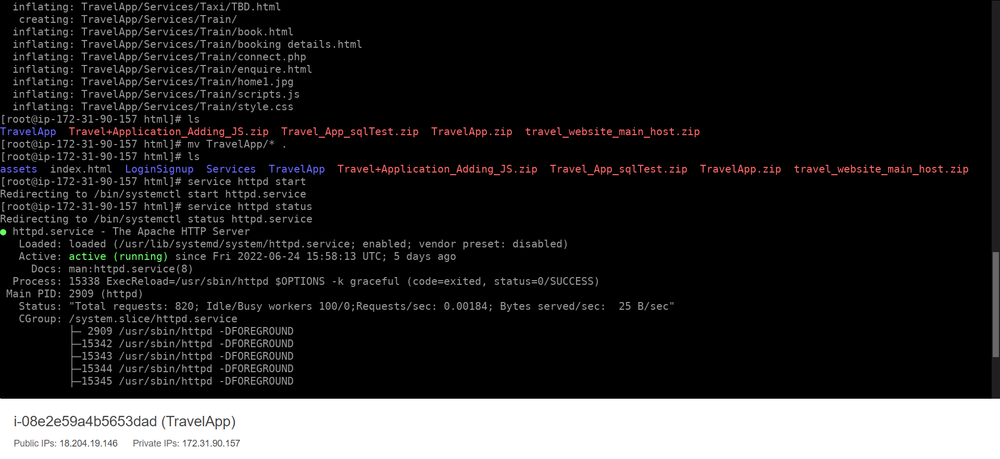 inflating: TravelApp/Services/Taxi/TBD.html
creating: TravelApp/Services/Train/
inflating: TravelApp/Services/Train/book.html
inflating: TravelApp/Services/Train/booking details.html
inflating: TravelApp/Services/Train/connect.php
inflating: TravelApp/Services/Train/enquire.html
inflating: TravelApp/Services/Train/home1.jpg
inflating: TravelApp/Services/Train/scripts.js
inflating: TravelApp/Services/Train/style.css
[root@ip-172-31-90-157 html]# ls
TravelApp  Travel+Application_Adding_JS.zip  Travel_App_sqlTest.zip  TravelApp.zip  travel_website_main_host.zip
[root@ip-172-31-90-157 html]# mv TravelApp/* .
[root@ip-172-31-90-157 html]# ls
assets  index.html  LoginSignup  Services  TravelApp  Travel+Application_Adding_JS.zip  Travel_App_sqlTest.zip  TravelApp.zip  travel_website_main_host.zip
[root@ip-172-31-90-157 html]# service httpd start
Redirecting to /bin/systemctl start httpd.service
[root@ip-172-31-90-157 html]# service httpd status
Redirecting to /bin/systemctl status httpd.service
● httpd.service - The Apache HTTP Server
Loaded: loaded (/usr/lib/systemd/system/httpd.service; enabled; vendor preset: disabled)
Active: active (running) since Fri 2022-06-24 15:58:13 UTC; 5 days ago
Docs: man:httpd.service(8)
Process: 15338 ExecReload=/usr/sbin/httpd $OPTIONS -k graceful (code=exited, status=0/SUCCESS)
Main PID: 2909 (httpd)
Status: "Total requests: 820; Idle/Busy workers 100/0;Requests/sec: 0.00184; Bytes served/sec:  25 B/sec"
CGroup: /system.slice/httpd.service
├─ 2909 /usr/sbin/httpd -DFOREGROUND
├─15342 /usr/sbin/httpd -DFOREGROUND
├─15343 /usr/sbin/httpd -DFOREGROUND
├─15344 /usr/sbin/httpd -DFOREGROUND
├─15345 /usr/sbin/httpd -DFOREGROUND
i-08e2e59a4b5653dad (TravelApp)
Public IPs: 18.204.19.146  Private IPs: 172.31.90.157